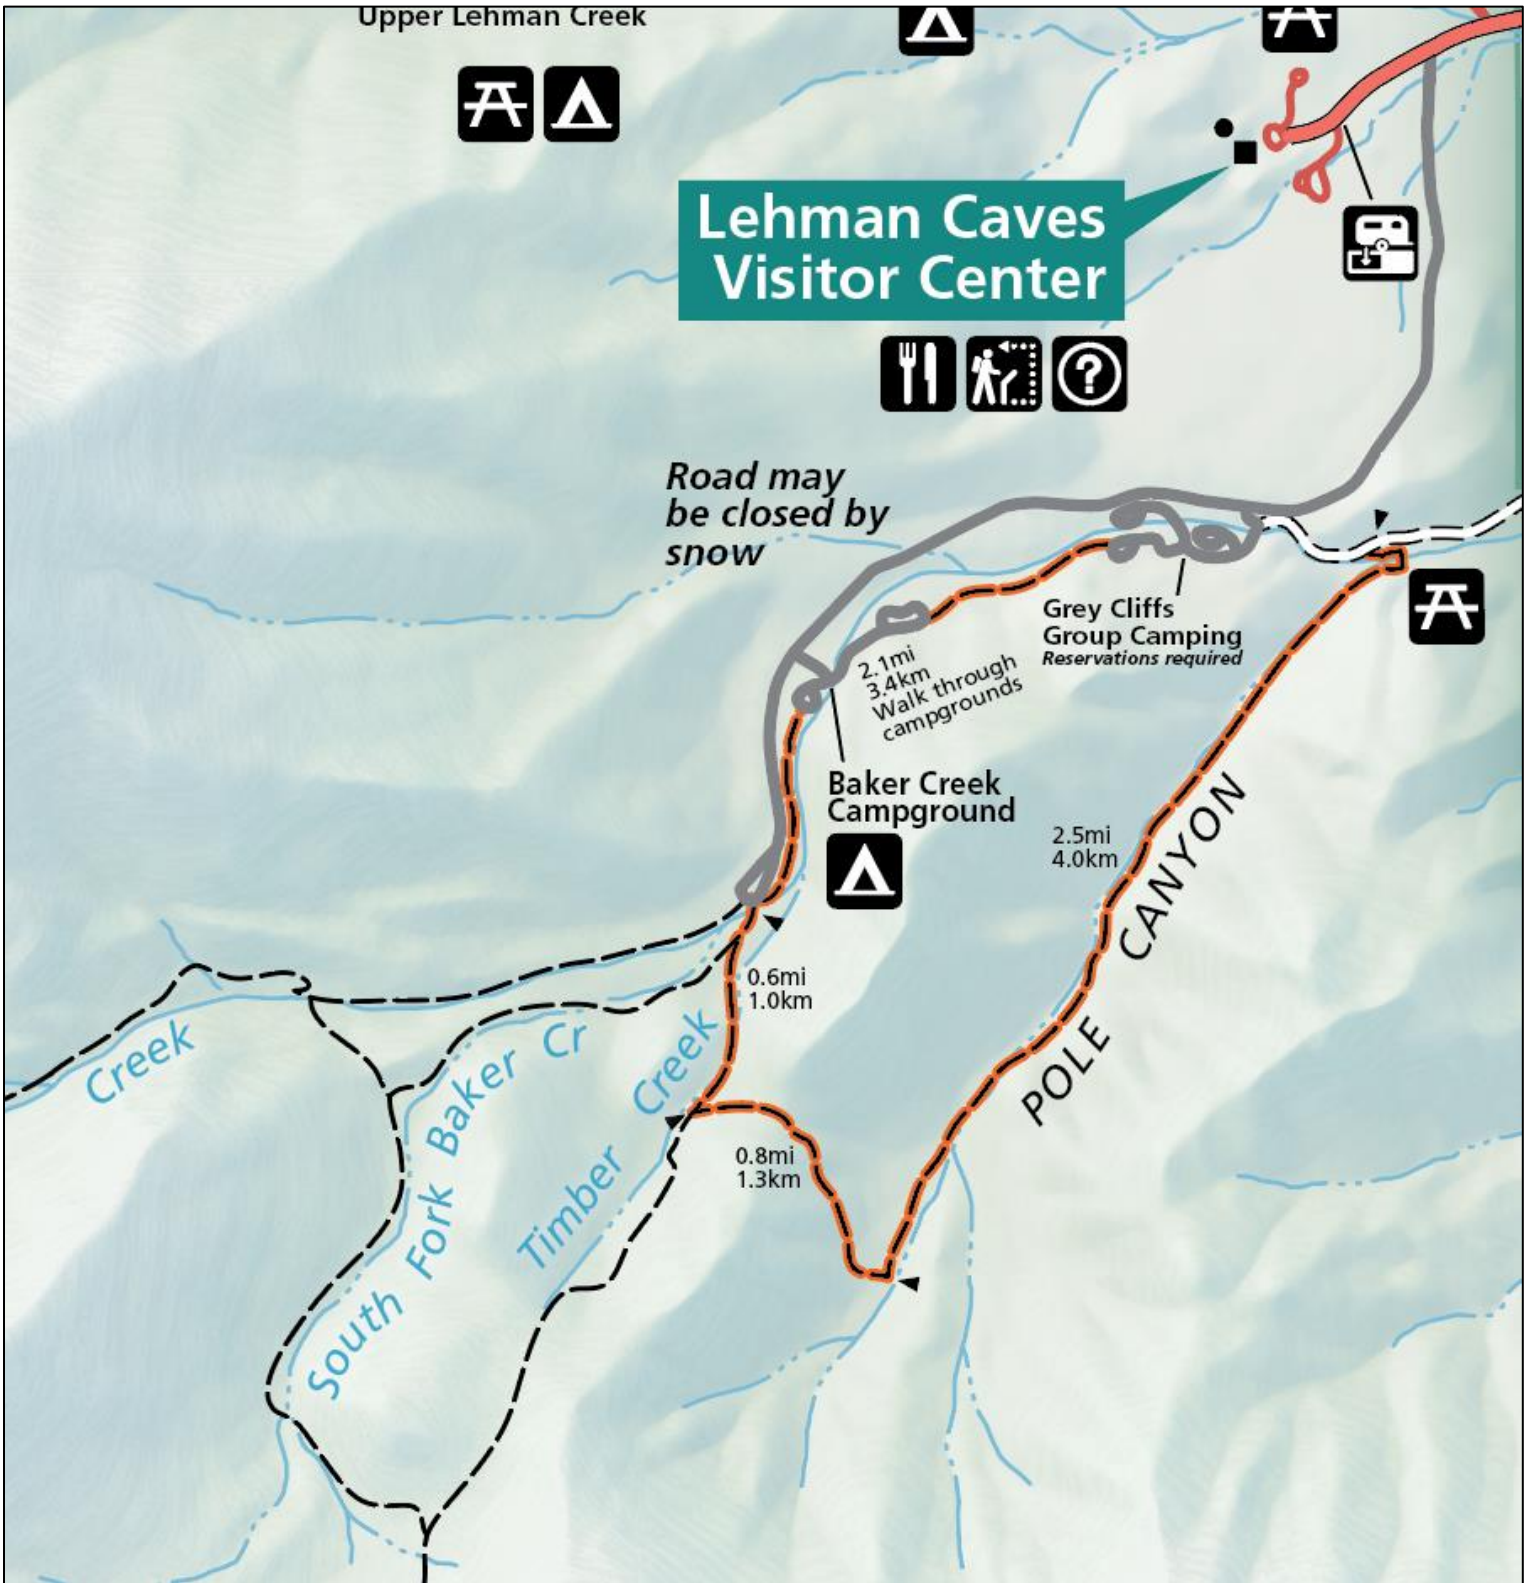 Upper Lehman Creek
Lehman Caves
Visitor Center
?
Road may
be closed by
snow
Grey Cliffs
Group Camping
Reservations required
2.1mi
3.4km
Walk through
campgrounds
Baker Creek
Campground
2.5mi
4.0km
POLE CANYON
0.6mi
1.0km
Creek
South Fork Baker Cr
Timber Creek
0.8mi
1.3km